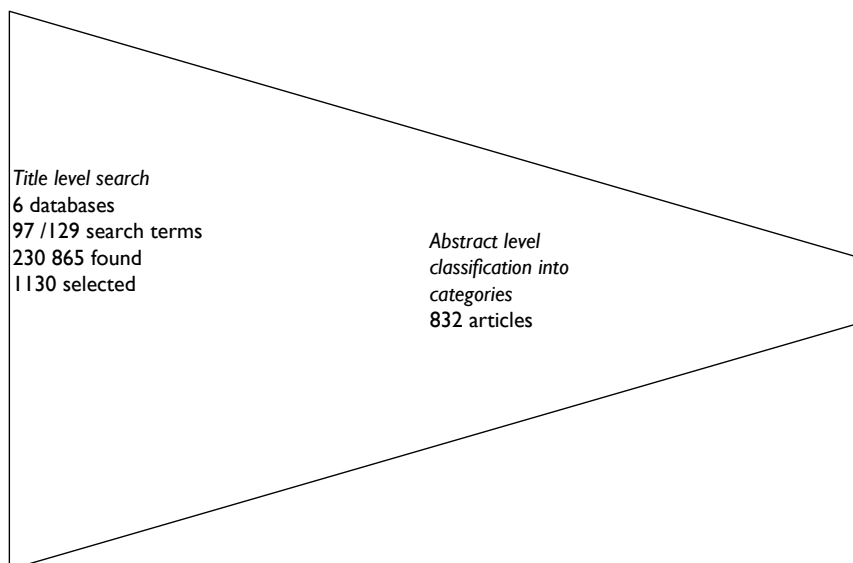 Title level search
6 databases
97 /129 search terms
230 865 found
1130 selected
Abstract level
classification into
categories
832 articles